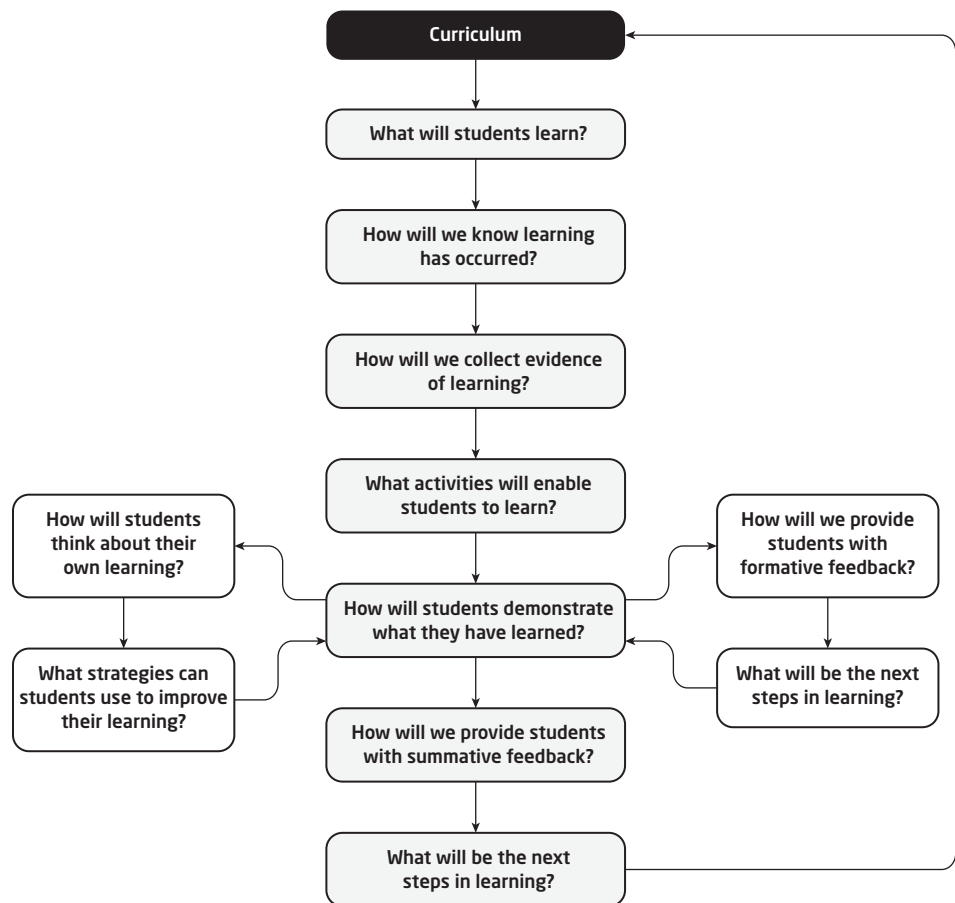 Curriculum
What will students learn?
How will we know learning
has occurred?
How will we collect evidence
of learning?
What activities will enable
students to learn?
How will students
think about their
own learning?
How will we provide
students with
formative feedback?
How will students demonstrate
what they have learned?
What strategies can
students use to improve
their learning?
What will be the next
steps in learning?
How will we provide students
with summative feedback?
What will be the next
steps in learning?